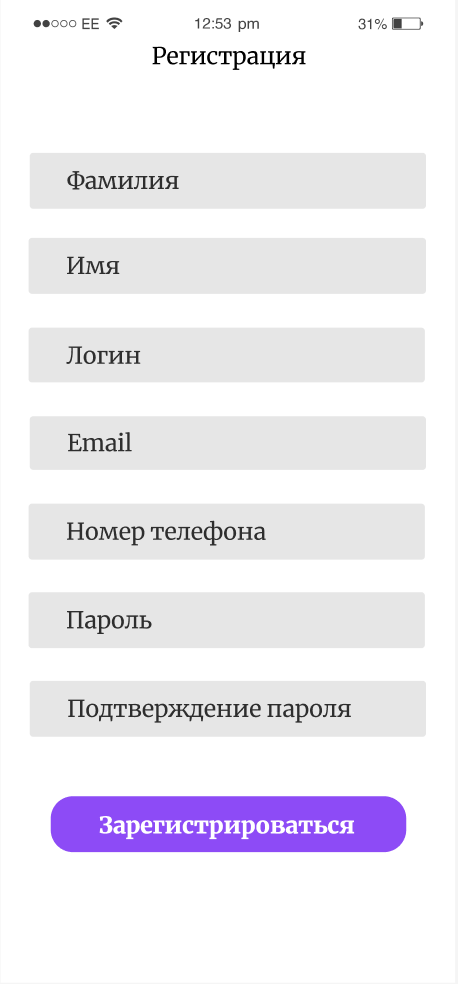 EE 12:53 pm 31%
Регистрация
Фамилия
Имя
Логин
Email
Номер телефона
Пароль
Подтверждение пароля
Зарегистрироваться